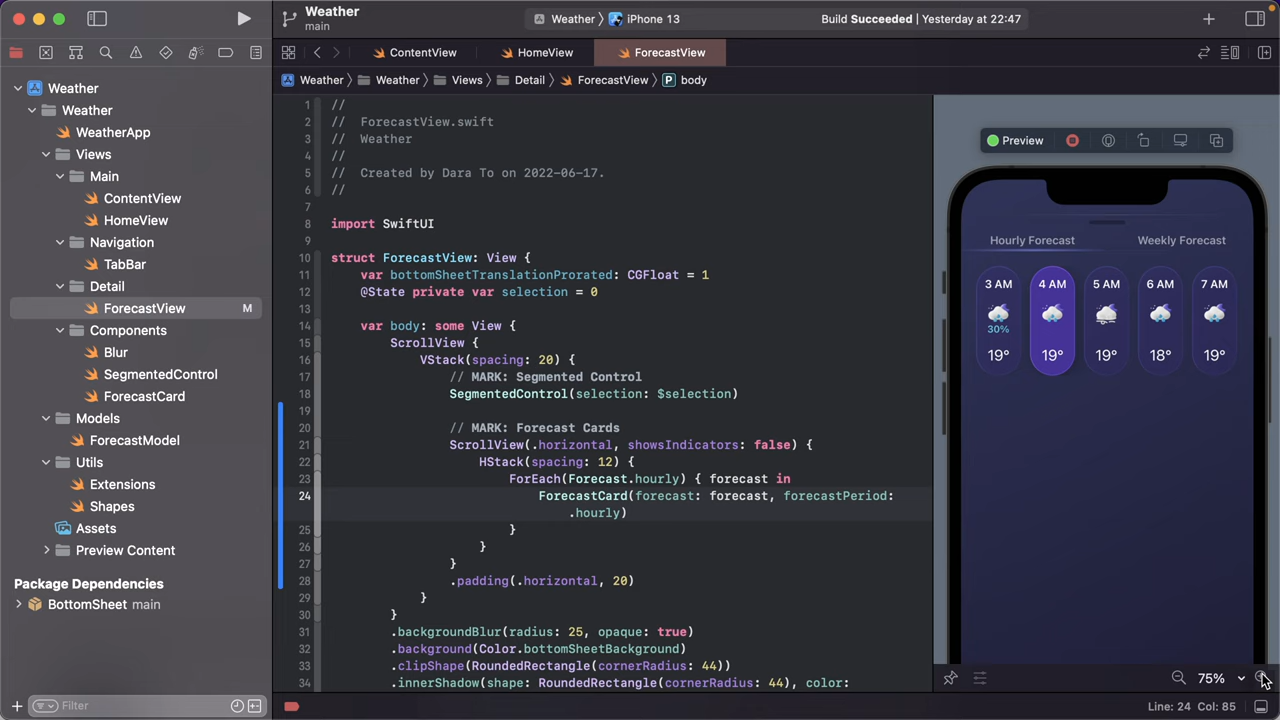 Weather
main
Weather 〉 iPhone 13
Build Succeeded | Yesterday at 22:47
ContentView
HomeView
ForecastView
Weather 〉 Weather 〉 Views 〉 Detail 〉 ForecastView 〉 P body
Weather
Weather
WeatherApp
Views
Main
ContentView
HomeView
Navigation
TabBar
Detail
ForecastView M
Components
Blur
SegmentedControl
ForecastCard
Models
ForecastModel
Utils
Extensions
Shapes
Assets
Preview Content
Package Dependencies
BottomSheet main
Filter
1 //
2 //  ForecastView.swift
3 //  Weather
4 //
5 //  Created by Dara To on 2022-06-17.
6 //
7
8 import SwiftUI
9
10 struct ForecastView: View {
11     var bottomSheetTranslationProrated: CGFloat = 1
12     @State private var selection = 0
13
14     var body: some View {
15         ScrollView {
16             VStack(spacing: 20) {
17                 // MARK: Segmented Control
18                 SegmentedControl(selection: $selection)
19
20                 // MARK: Forecast Cards
21                 ScrollView(.horizontal, showsIndicators: false) {
22                     HStack(spacing: 12) {
23                         ForEach(Forecast.hourly) { forecast in
24                             ForecastCard(forecast: forecast, forecastPeriod:
.hourly)
25                         }
26                     }
27                 }
28                 .padding(.horizontal, 20)
29             }
30         }
31         .backgroundBlur(radius: 25, opaque: true)
32         .background(Color.bottomSheetBackground)
33         .clipShape(RoundedRectangle(cornerRadius: 44))
34         .innerShadow(shape: RoundedRectangle(cornerRadius: 44), color:
Preview
Hourly Forecast
Weekly Forecast
3 AM 4 AM 5 AM 6 AM 7 AM
30%
19° 19° 19° 18° 19°
75%
Line: 24 Col: 85